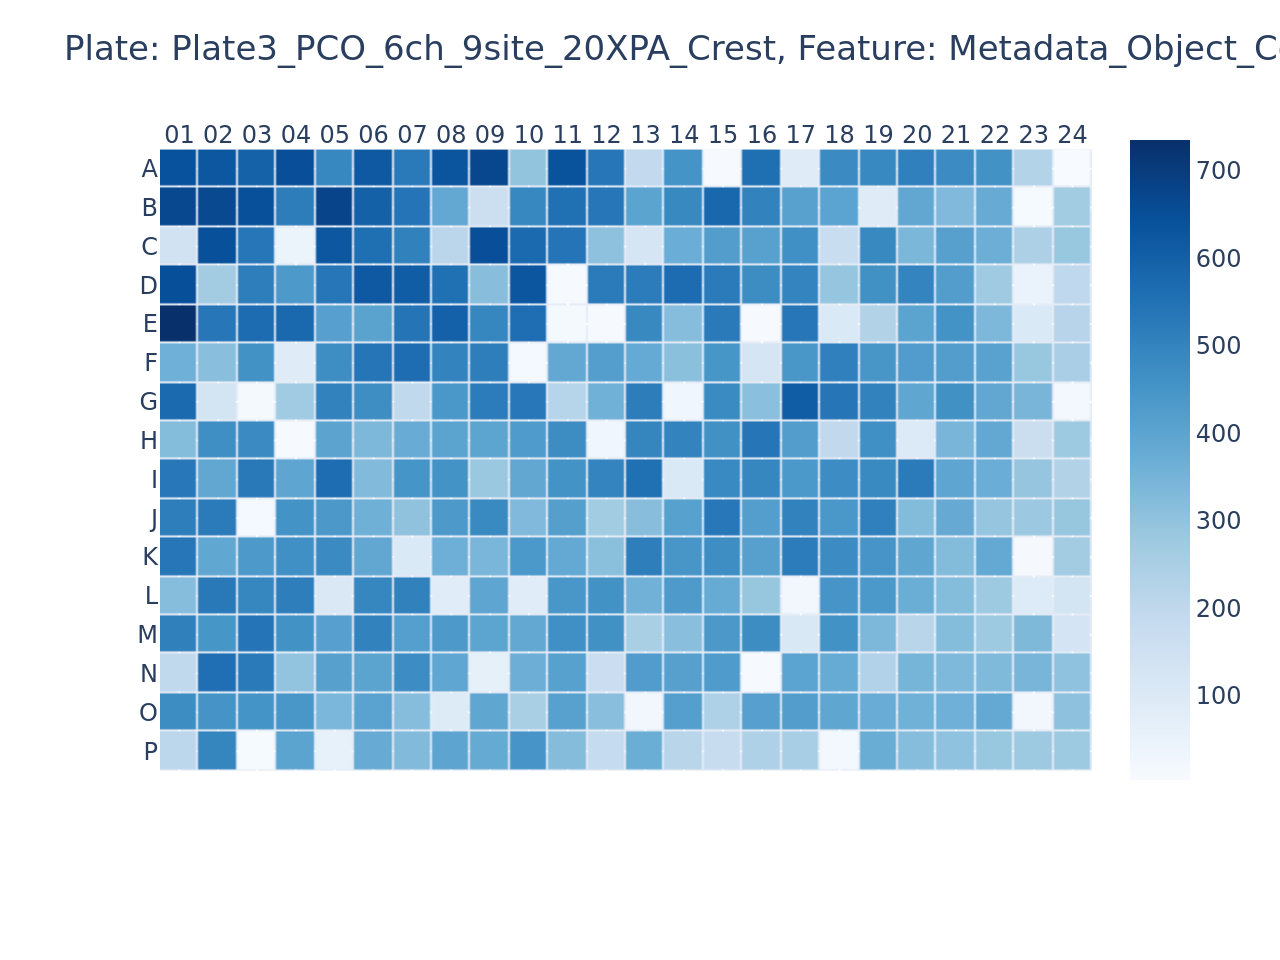 Plate: Plate3_PCO_6ch_9site_20XPA_Crest, Feature: Metadata_Object_C
01 02 03 04 05 06 07 08 09 10 11 12 13 14 15 16 17 18 19 20 21 22 23 24
A
B
C
D
E
F
G
H
I
J
K
L
M
N
O
P
700
600
500
400
300
200
100